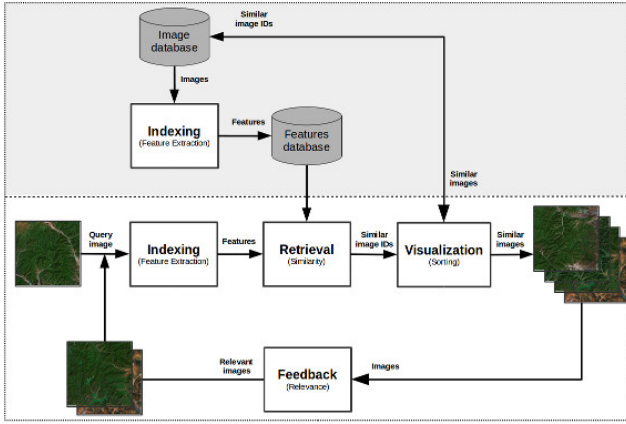 Image
database
Similar
image IDs
Images
Indexing
(Feature Extraction)
Features
Features
database
Similar
images
Query
image
Indexing
(Feature Extraction)
Features
Retrieval
(Similarity)
Similar
image IDs
Visualization
(Sorting)
Similar
images
Relevant
images
Feedback
(Relevance)
Images